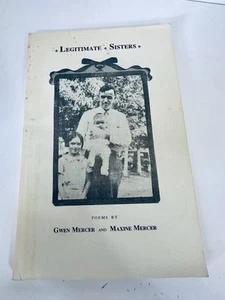 • Legitimate • Sisters •
POEMS BY
Gwen Mercer and Maxine Mercer